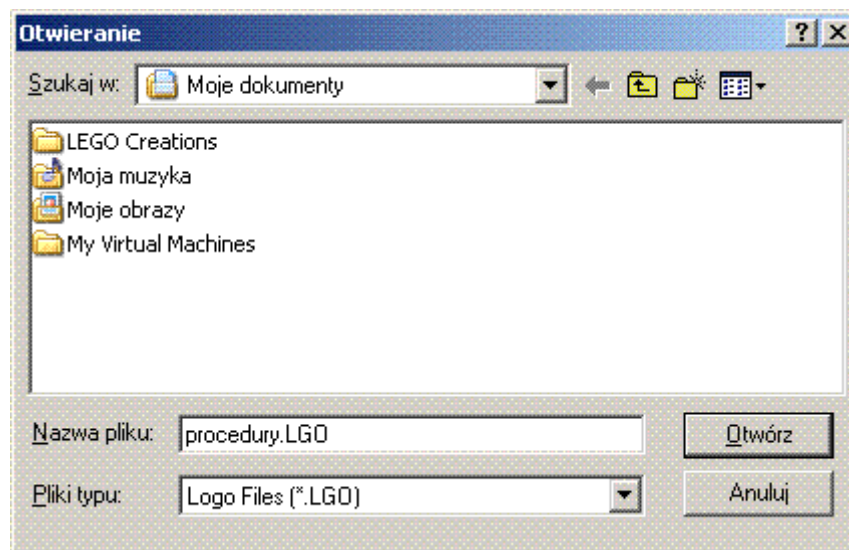 Otwieranie
Szukaj w: Moje dokumenty
LEGO Creations
Moja muzyka
Moje obrazy
My Virtual Machines
Nazwa pliku: procedury.LGO Otwórz
Pliki typu: Logo Files (*.LGO) Anuluj